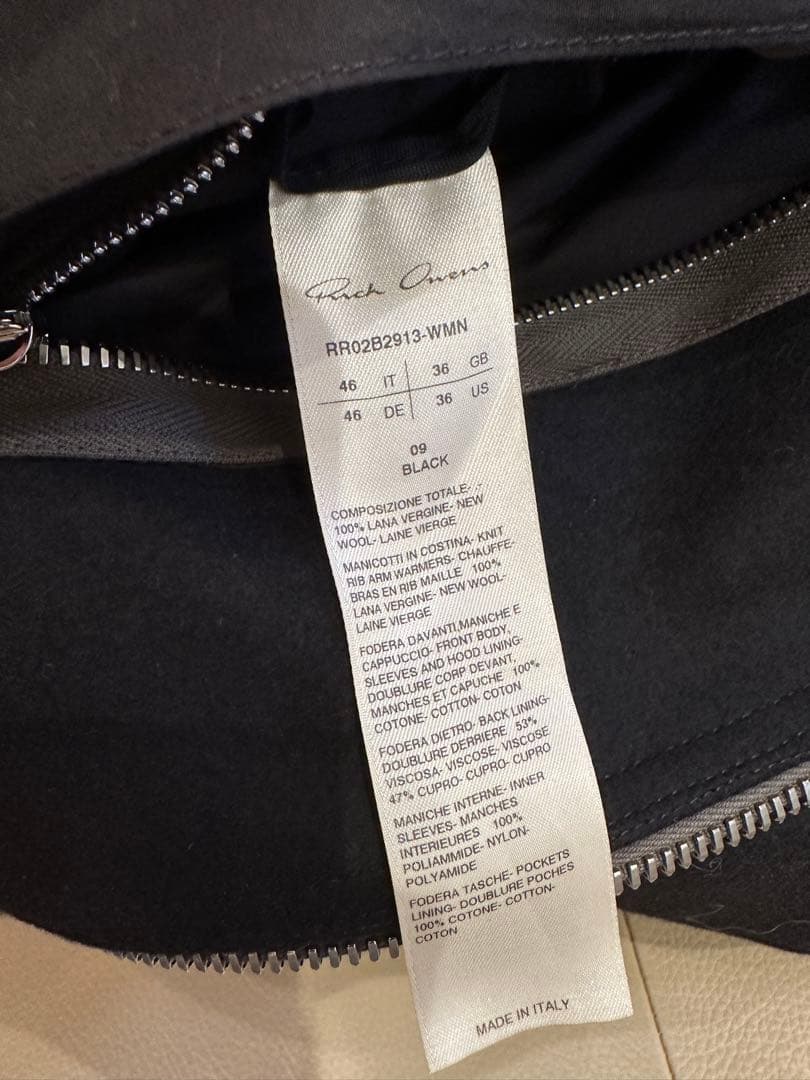 Rick Owens
RR02B2913-WMN
46 IT 36 GB
46 DE 36 US
09
BLACK
COMPOSIZIONE TOTALE- .-
100% LANA VERGINE- NEW
WOOL- LAINE VIERGE
MANICOTTI IN COSTINA- KNIT
RIB ARM WARMERS- CHAUFFE-
BRAS EN RIB MAILLE 100%
LANA VERGINE- NEW WOOL-
LAINE VIERGE
FODERA DAVANTI,MANICHE E
CAPPUCCIO- FRONT BODY,
SLEEVES AND HOOD LINING-
DOUBLURE CORP DEVANT,
MANCHES ET CAPUCHE 100%
COTONE- COTTON- COTON
FODERA DIETRO- BACK LINING-
DOUBLURE DERRIERE 53%
VISCOSA- VISCOSE- VISCOSE
47% CUPRO- CUPRO- CUPRO
MANICHE INTERNE- INNER
SLEEVES- MANCHES
INTERIEURES 100%
POLIAMMIDE- NYLON-
POLYAMIDE
FODERA TASCHE- POCKETS
LINING- DOUBLURE POCHES
100% COTONE- COTTON-
COTON
MADE IN ITALY